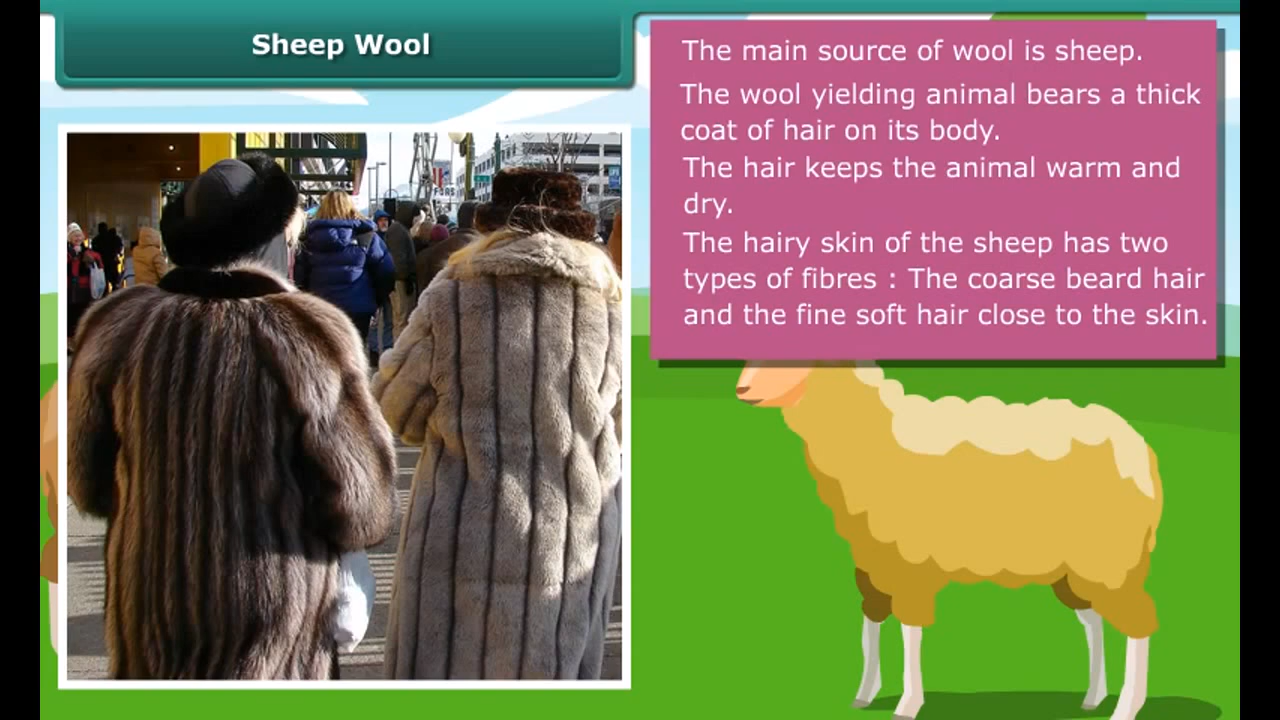 Sheep Wool
The main source of wool is sheep.
The wool yielding animal bears a thick
coat of hair on its body.
The hair keeps the animal warm and
dry.
The hairy skin of the sheep has two
types of fibres : The coarse beard hair
and the fine soft hair close to the skin.